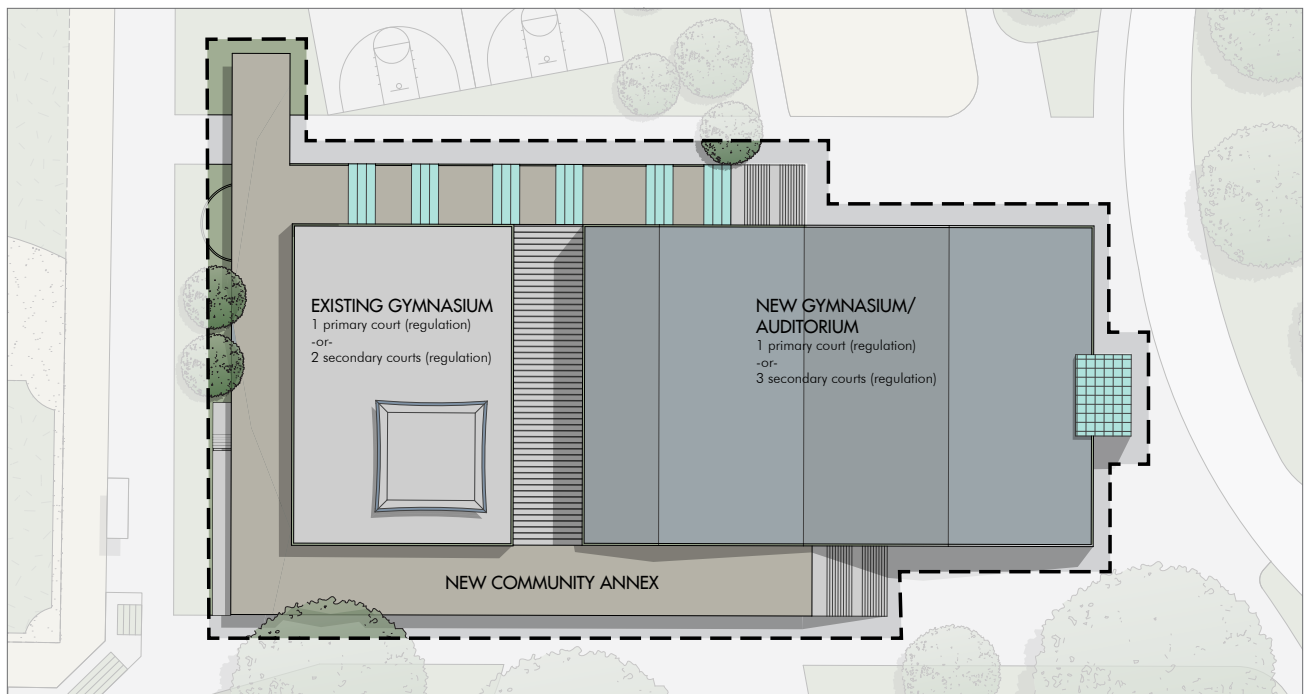 EXISTING GYMNASIUM
1 primary court (regulation)
-or-
2 secondary courts (regulation)
NEW GYMNASIUM/
AUDITORIUM
1 primary court (regulation)
-or-
3 secondary courts (regulation)
NEW COMMUNITY ANNEX